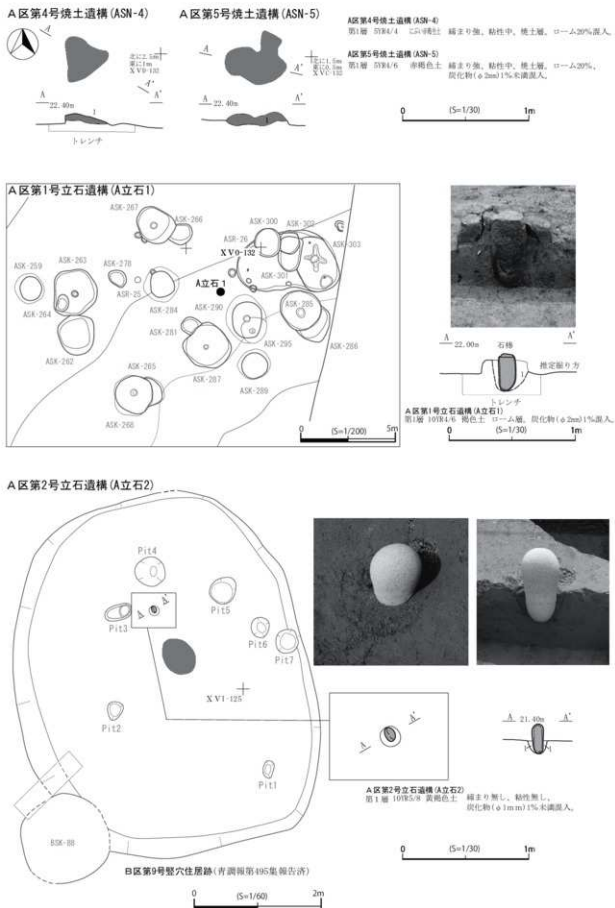 A区第4号焼土遺構(ASN-4)
A区第5号焼土遺構(ASN-5)
A区第4号焼土遺構(ASN-4)
第1層 5YR4/4 にぶい赤褐色土 締まり強、粘性中、焼土層、ローム20%混入。
A区第5号焼土遺構(ASN-5)
第1層 5YR4/6 赤褐色土 締まり強、粘性中、焼土層、ローム20%、
炭化物(φ2mm)1%未満混入。
A
A'
北に2.5m
東に1m
XVO-132
A
A'
北に1.5m
東に0.5m
XVC-132
A 22.40m 1 A'
トレンチ
A 22.40m A'
1
0 (S=1/30) 1m
A区第1号立石遺構(A立石1)
ASK-267
ASK-266
ASK-300
ASK-302
ASR-26
ASK-303
XVO-132
ASK-259
ASK-263
ASK-278
ASK-301
ASR-25
A立石1
ASK-264
ASK-284
ASK-290
ASK-285
ASK-281
ASK-262
ASK-295
ASK-286
ASK-265
ASK-287
ASK-289
ASK-268
0 (S=1/200) 5m
A 22.00m 石棒 A'
推定掘り方
1
トレンチ
A区第1号立石遺構(A立石1)
第1層 10YR4/6 褐色土 ローム層、炭化物(φ2mm)1%混入。
0 (S=1/30) 1m
A区第2号立石遺構(A立石2)
Pit4
Pit5
Pit3
A
A'
Pit6
Pit7
XVI-125
Pit2
Pit1
BSK-88
B区第9号竪穴住居跡(青調報第495集報告済)
0 (S=1/60) 2m
A
A'
A 21.40m A'
A区第2号立石遺構(A立石2)
第1層 10YR5/8 黄褐色土 締まり無し、粘性無し、
炭化物(φ1mm)1%未満混入。
0 (S=1/30) 1m